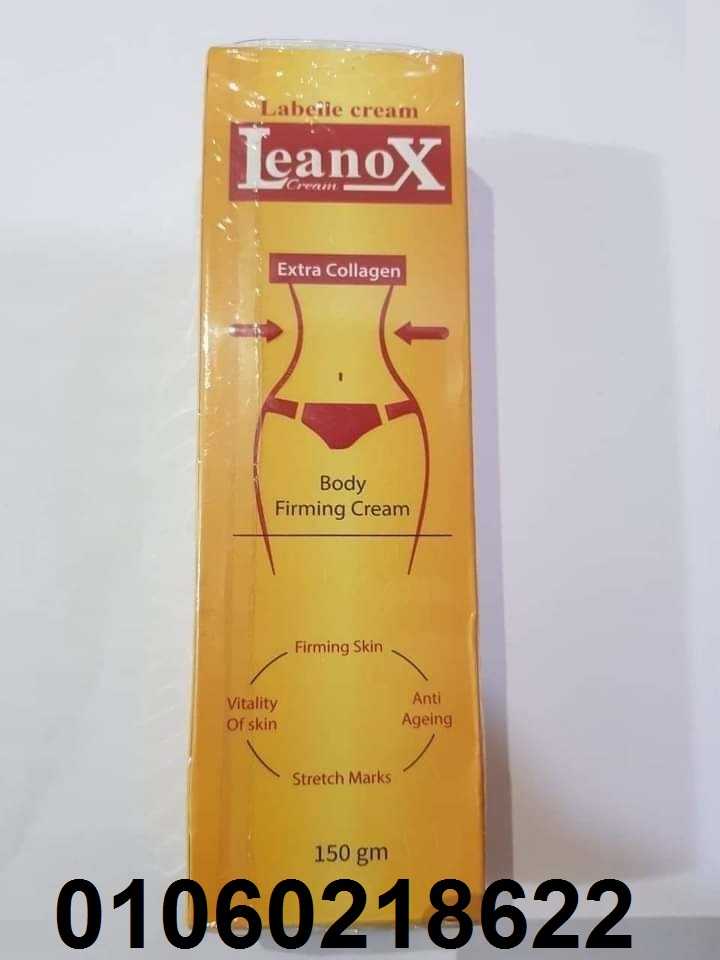 Labelle cream
LeanoX
Cream
Extra Collagen
Body
Firming Cream
Firming Skin
Vitality
Of skin
Anti
Ageing
Stretch Marks
150 gm
01060218622